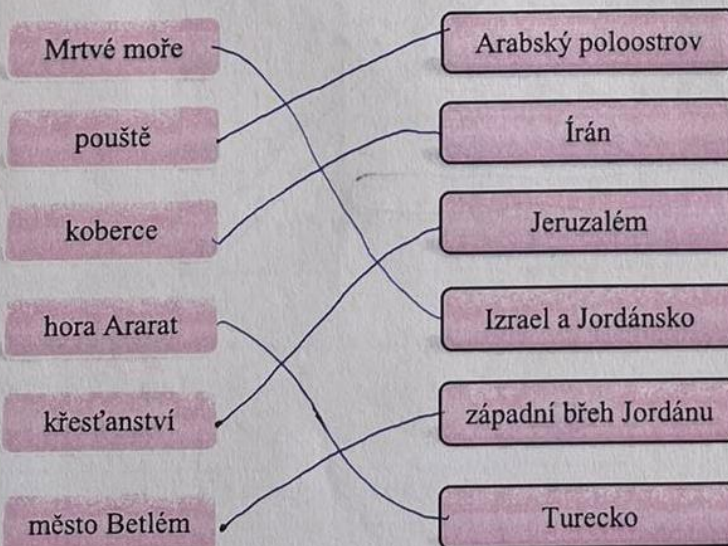 Mrtvé moře
pouště
koberce
hora Ararat
křesťanství
město Betlém
Arabský poloostrov
Írán
Jeruzalém
Izrael a Jordánsko
západní břeh Jordánu
Turecko